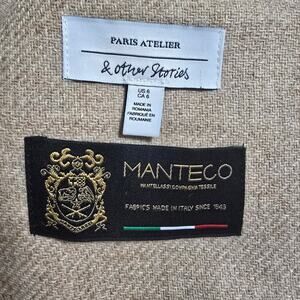 PARIS ATELIER
& other Stories
US 6
CA 6
MADE IN
ROMANIA
FABRIQUÉ EN
ROUMANIE
MANTECO
FABRICS MADE IN ITALY SINCE 1943